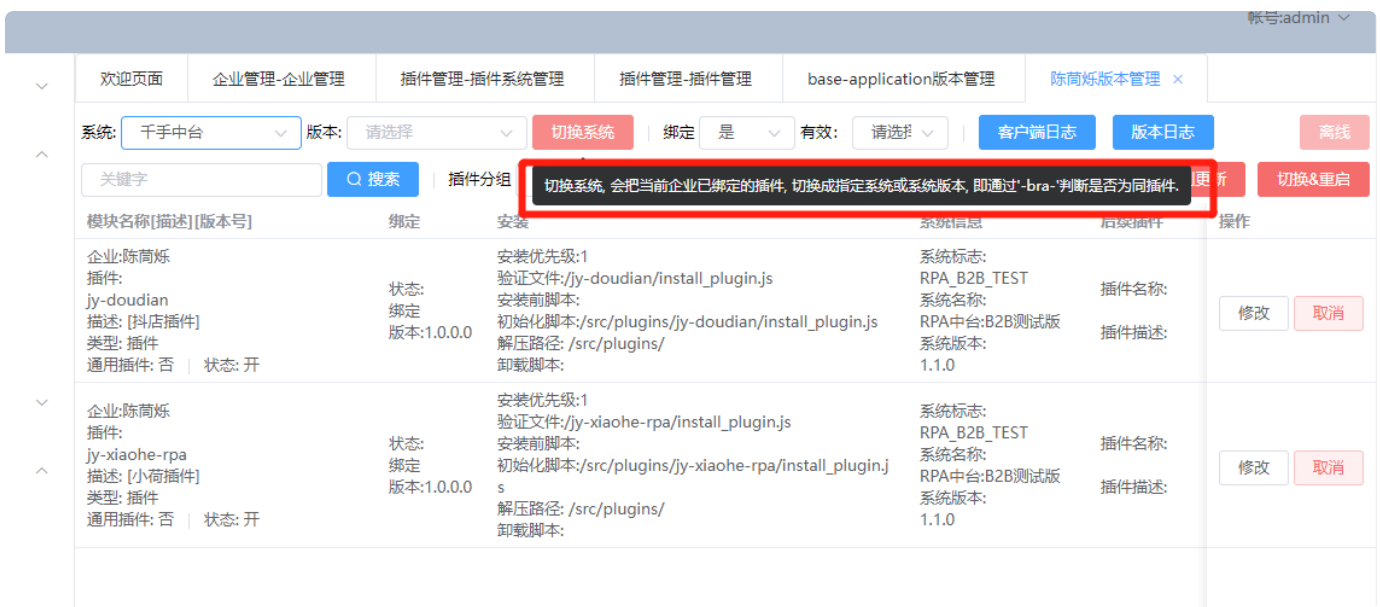 帐号:admin
欢迎页面 企业管理-企业管理 插件管理-插件系统管理 插件管理-插件管理 base-application版本管理 陈茼烁版本管理 ×
系统: 千手中台 版本: 请选择 切换系统 绑定 是 有效: 请选择 客户端日志 版本日志 离线
关键字 搜索 插件分组 更新 切换&重启
切换系统, 会把当前企业已绑定的插件, 切换成指定系统或系统版本, 即通过'-bra-'判断是否为同插件.
模块名称[描述][版本号] 绑定 安装 系统信息 后续插件 操作
企业:陈茼烁
插件:
jy-doudian
描述: [抖店插件]
类型: 插件
通用插件: 否 状态: 开
状态:
绑定
版本:1.0.0.0
安装优先级:1
验证文件:/jy-doudian/install_plugin.js
安装前脚本:
初始化脚本:/src/plugins/jy-doudian/install_plugin.js
解压路径: /src/plugins/
卸载脚本:
系统标志:
RPA_B2B_TEST
系统名称:
RPA中台:B2B测试版
系统版本:
1.1.0
插件名称:
插件描述:
修改 取消
企业:陈茼烁
插件:
jy-xiaohe-rpa
描述: [小荷插件]
类型: 插件
通用插件: 否 状态: 开
状态:
绑定
版本:1.0.0.0
安装优先级:1
验证文件:/jy-xiaohe-rpa/install_plugin.js
安装前脚本:
初始化脚本:/src/plugins/jy-xiaohe-rpa/install_plugin.j
s
解压路径: /src/plugins/
卸载脚本:
系统标志:
RPA_B2B_TEST
系统名称:
RPA中台:B2B测试版
系统版本:
1.1.0
插件名称:
插件描述:
修改 取消